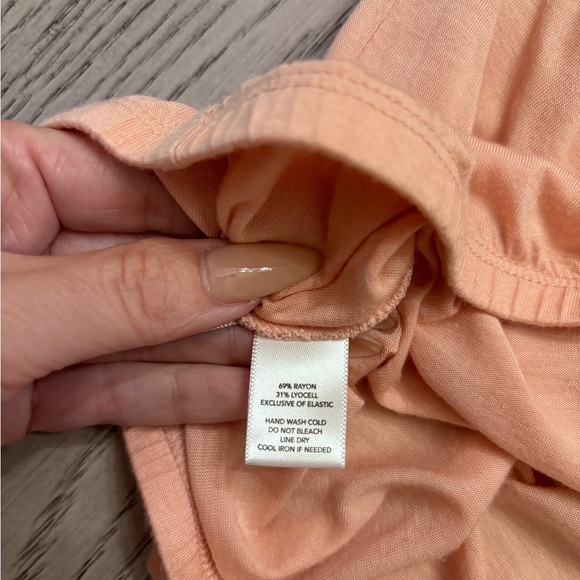 69% RAYON
31% LYOCELL
EXCLUSIVE OF ELASTIC
HAND WASH COLD
DO NOT BLEACH
LINE DRY
COOL IRON IF NEEDED